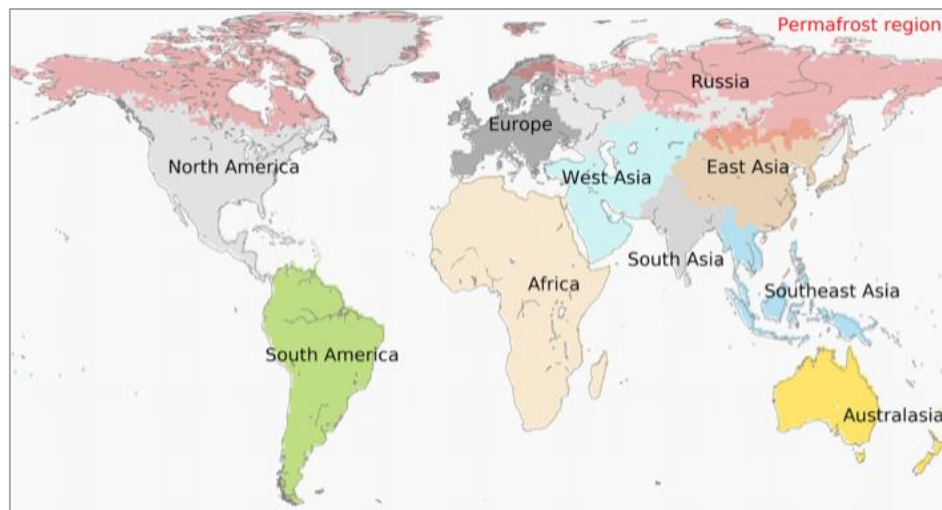 Permafrost region
Russia
Europe
North America
West Asia
East Asia
South Asia
Africa
Southeast Asia
South America
Australasia